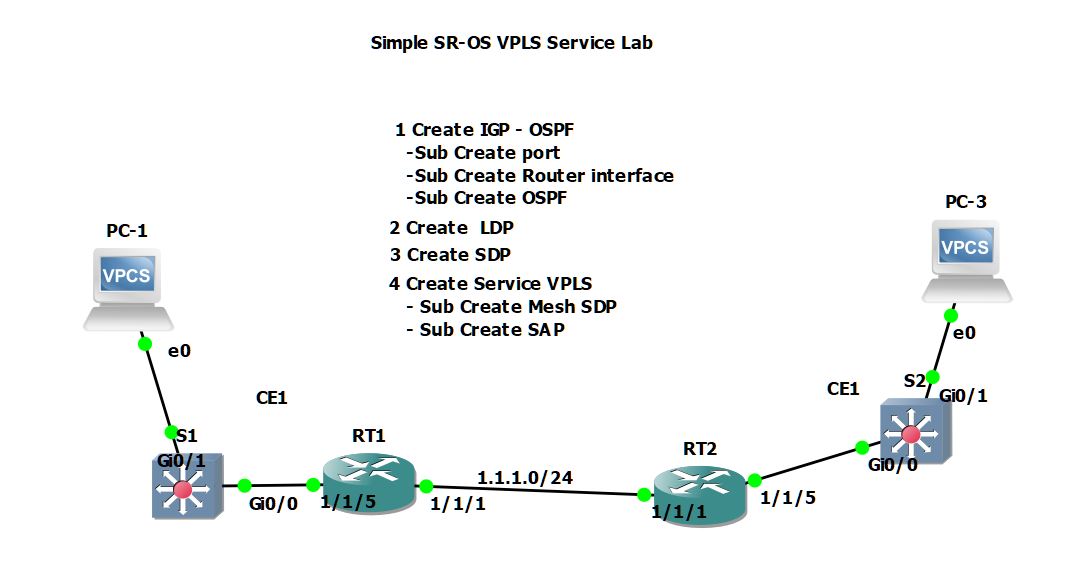 Simple SR-OS VPLS Service Lab
1 Create IGP - OSPF
-Sub Create port
-Sub Create Router interface
-Sub Create OSPF
2 Create LDP
3 Create SDP
4 Create Service VPLS
- Sub Create Mesh SDP
- Sub Create SAP
PC-1
VPCS
e0
PC-3
VPCS
e0
CE1
S1
Gi0/1
Gi0/0
RT1
1/1/5
1/1/1
1.1.1.0/24
RT2
1/1/1
1/1/5
CE1
S2
Gi0/1
Gi0/0